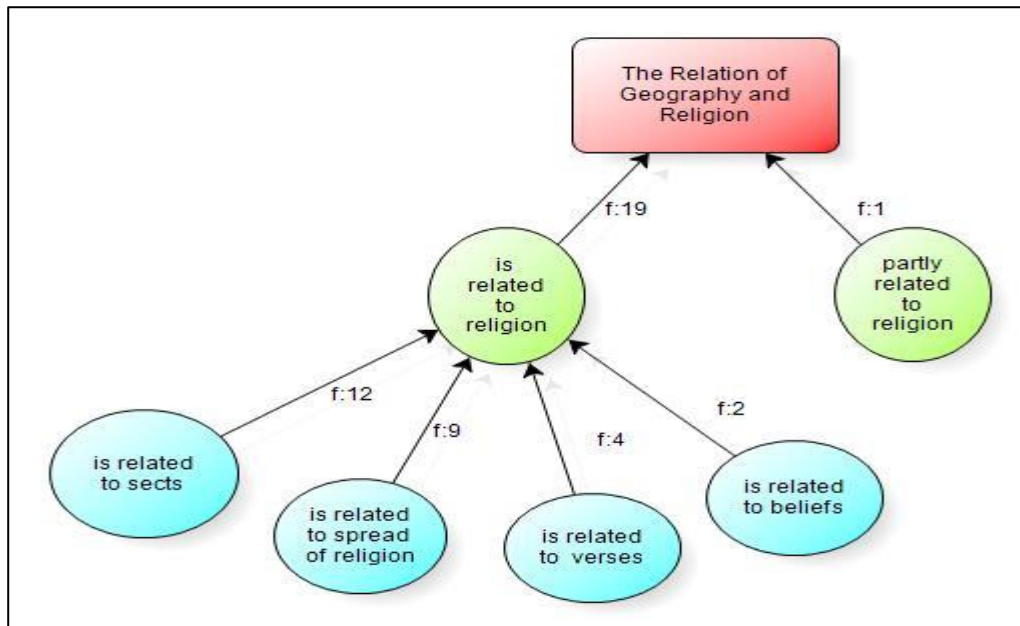 The Relation of
Geography and
Religion
f:19
f:1
is
related
to
religion
partly
related
to
religion
f:12
f:9
f:4
f:2
is related
to sects
is related
to spread
of religion
is related
to verses
is related
to beliefs